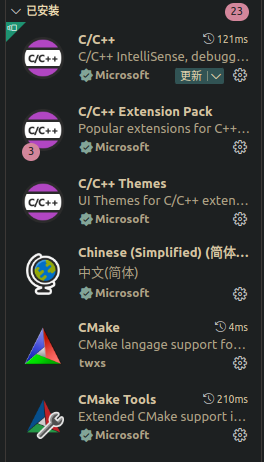 已安装
23
C/C++
121ms
C/C++
C/C++ IntelliSense, debugg...
Microsoft
更新
C/C++
C/C++ Extension Pack
Popular extensions for C++...
3
Microsoft
C/C++
C/C++ Themes
UI Themes for C/C++ exten...
Microsoft
Chinese (Simplified) (简体...
中文(简体)
Microsoft
CMake
4ms
CMake langage support fo...
twxs
CMake Tools
210ms
Extended CMake support i...
Microsoft